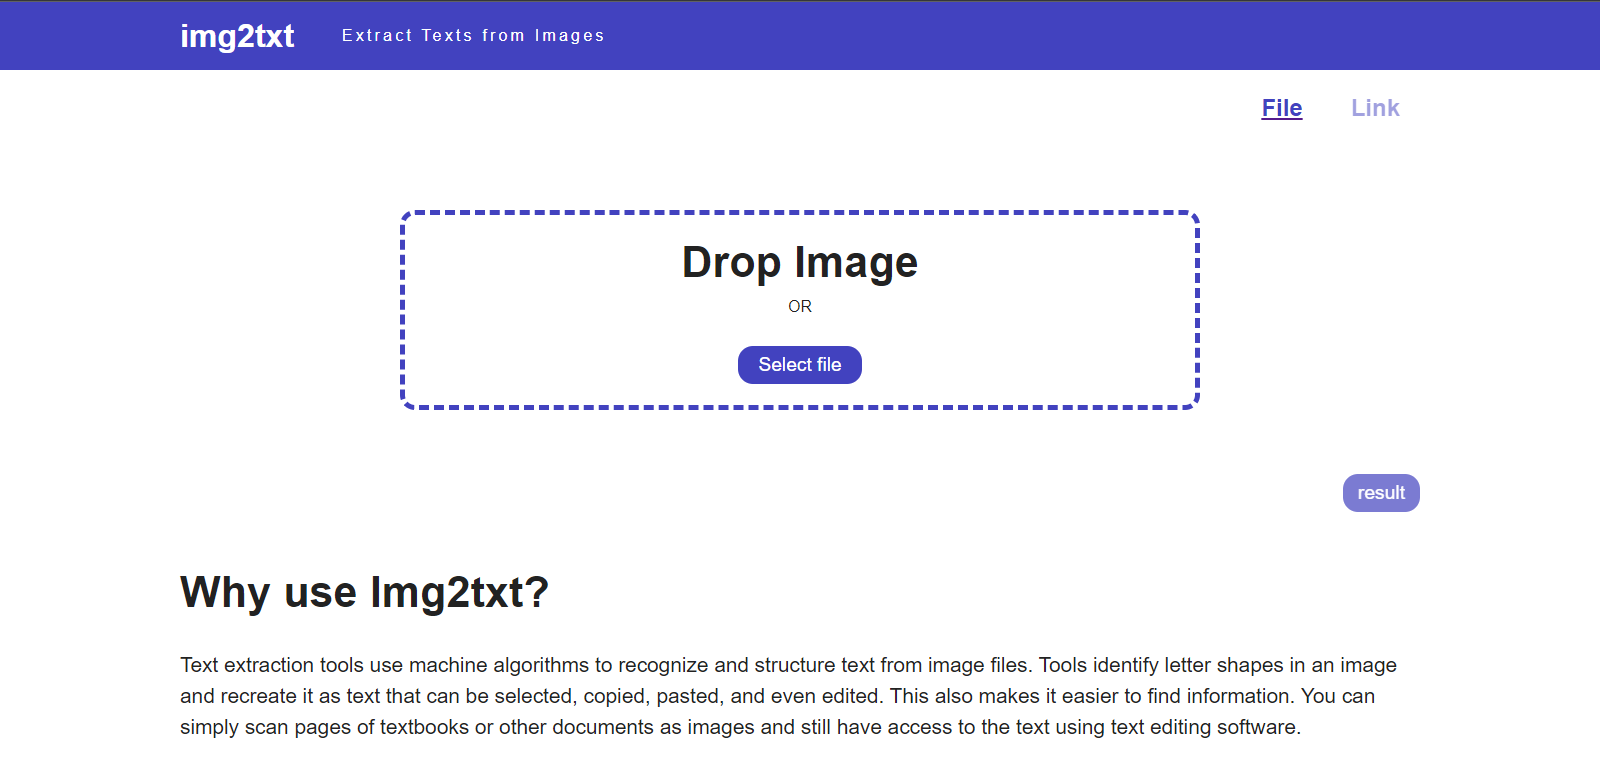 img2txt
Extract Texts from Images
File
Link
Drop Image
OR
Select file
result
Why use Img2txt?
Text extraction tools use machine algorithms to recognize and structure text from image files. Tools identify letter shapes in an image
and recreate it as text that can be selected, copied, pasted, and even edited. This also makes it easier to find information. You can
simply scan pages of textbooks or other documents as images and still have access to the text using text editing software.